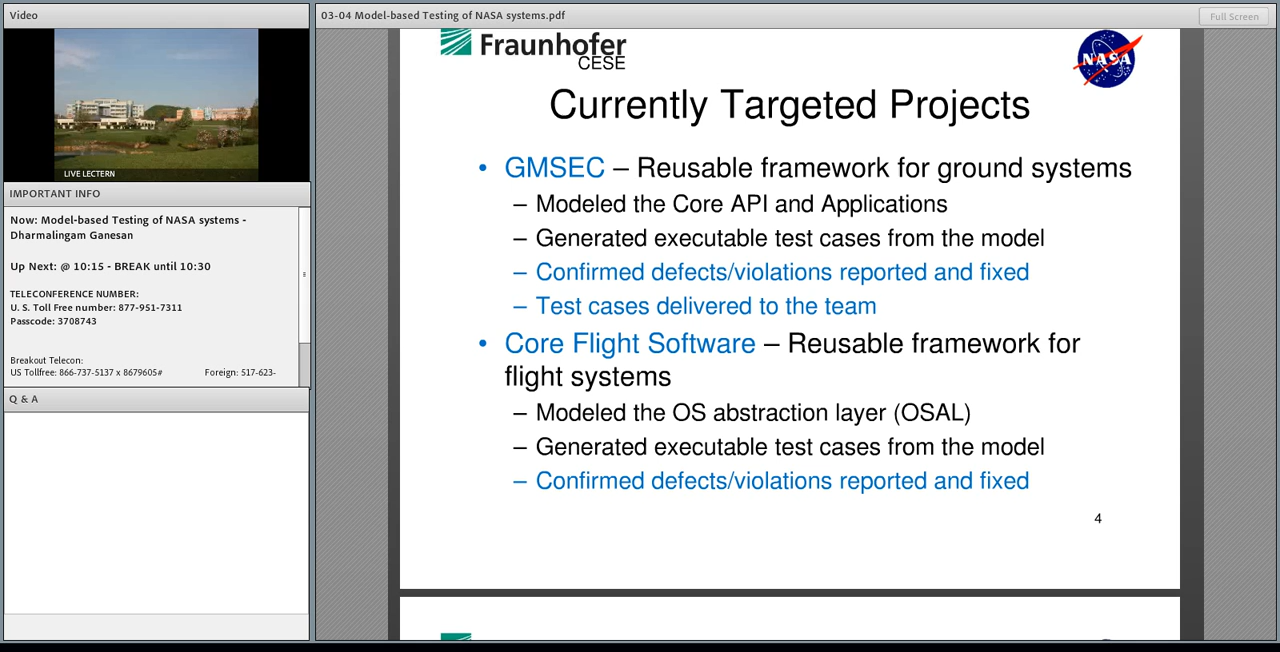 Video
LIVE LECTERN
IMPORTANT INFO
Now: Model-based Testing of NASA systems -
Dharmalingam Ganesan
Up Next: @ 10:15 - BREAK until 10:30
TELECONFERENCE NUMBER:
U. S. Toll Free number: 877-951-7311
Passcode: 3708743
Breakout Telecon:
US Tollfree: 866-737-5137 x 8679605# Foreign: 517-623-
Q & A
03-04 Model-based Testing of NASA systems.pdf
Full Screen
Fraunhofer
CESE
NASA
Currently Targeted Projects
• GMSEC – Reusable framework for ground systems
– Modeled the Core API and Applications
– Generated executable test cases from the model
– Confirmed defects/violations reported and fixed
– Test cases delivered to the team
• Core Flight Software – Reusable framework for
flight systems
– Modeled the OS abstraction layer (OSAL)
– Generated executable test cases from the model
– Confirmed defects/violations reported and fixed
4